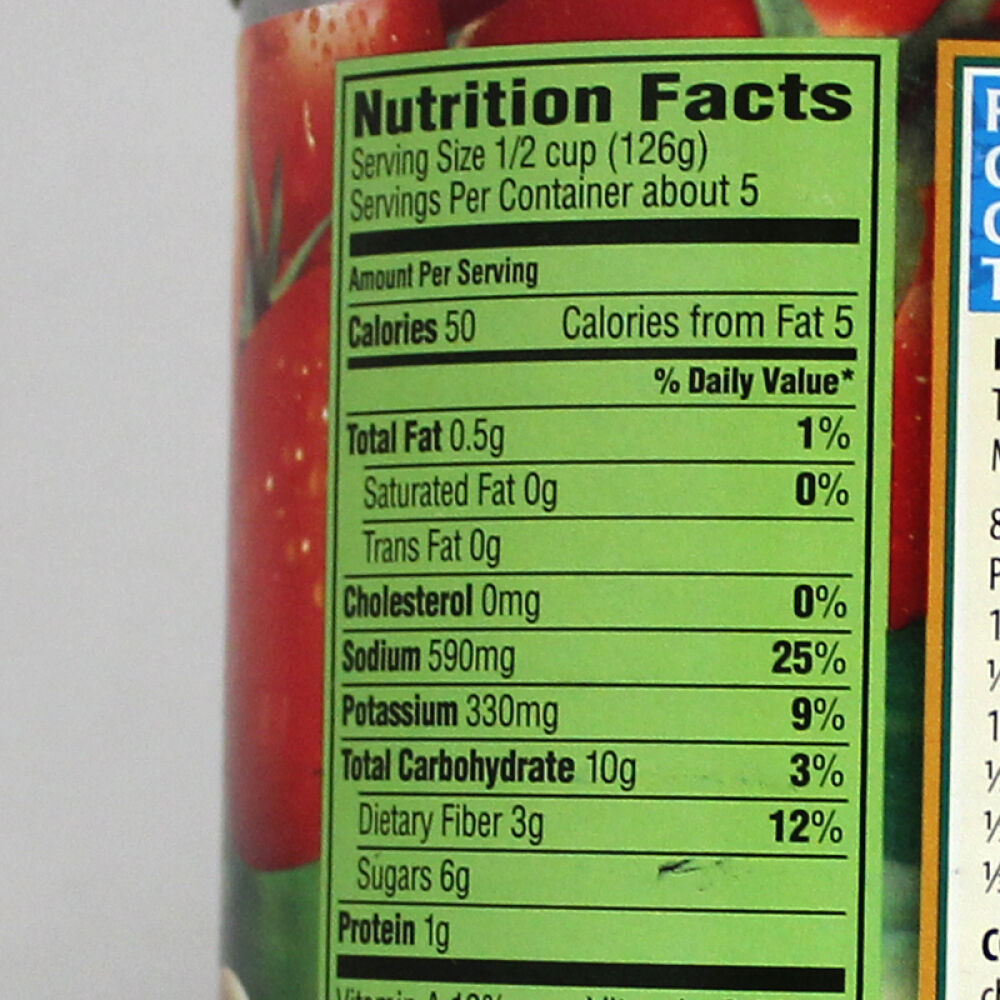 Nutrition Facts
Serving Size 1/2 cup (126g)
Servings Per Container about 5
Amount Per Serving
Calories 50 Calories from Fat 5
% Daily Value*
Total Fat 0.5g 1%
Saturated Fat 0g 0%
Trans Fat 0g
Cholesterol 0mg 0%
Sodium 590mg 25%
Potassium 330mg 9%
Total Carbohydrate 10g 3%
Dietary Fiber 3g 12%
Sugars 6g
Protein 1g